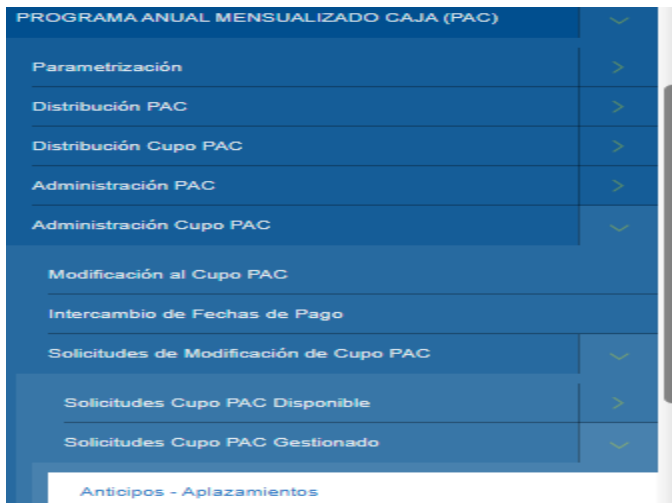 PROGRAMA ANUAL MENSUALIZADO CAJA (PAC)
Parametrización
Distribución PAC
Distribución Cupo PAC
Administración PAC
Administración Cupo PAC
Modificación al Cupo PAC
Intercambio de Fechas de Pago
Solicitudes de Modificación de Cupo PAC
Solicitudes Cupo PAC Disponible
Solicitudes Cupo PAC Gestionado
Anticipos - Aplazamientos